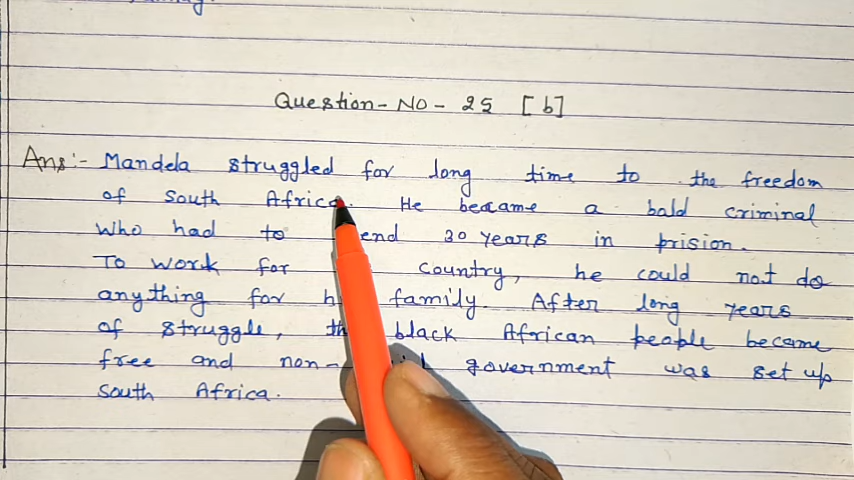 Question - NO - 25 [b]
Ans:- Mandela struggled for long time to the freedom
of South Africa. He became a bald criminal
Who had to end 30 years in prision.
To work for country, he could not do
anything for h family. After long years
of struggle, th black African people became
free and non- government was set up
South Africa.